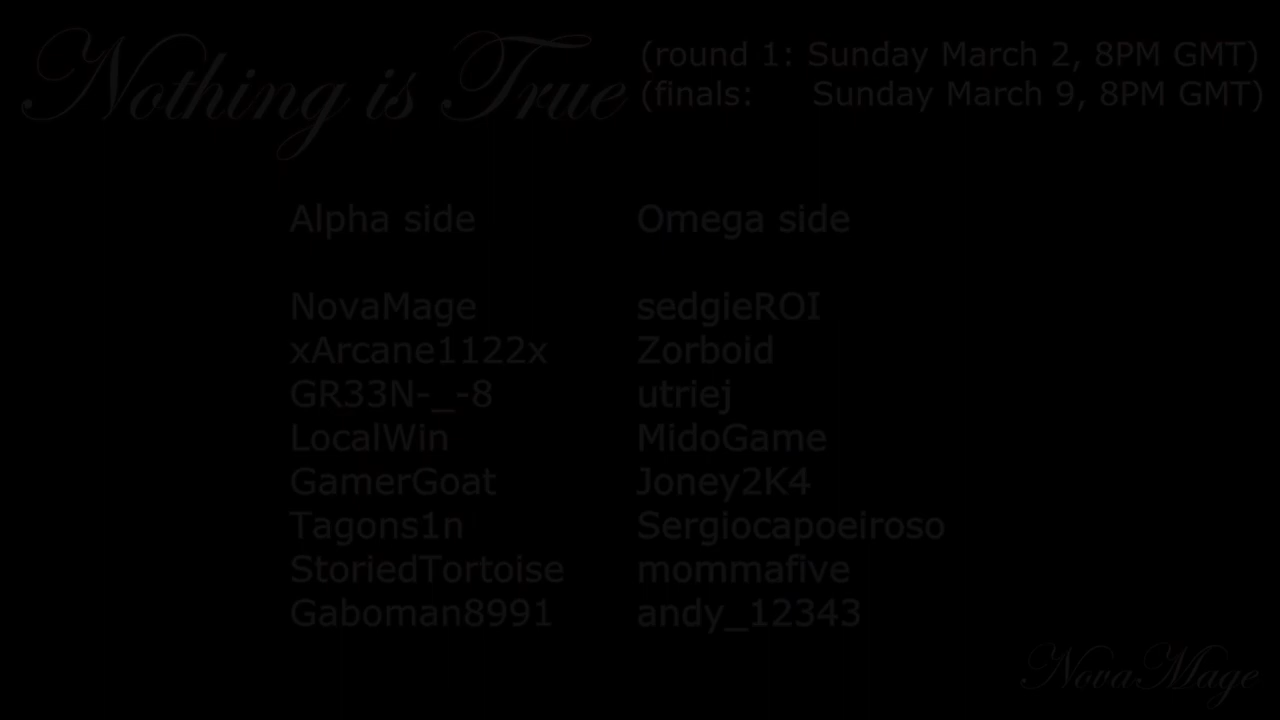 Nothing is True
(round 1: Sunday March 2, 8PM GMT)
(finals: Sunday March 9, 8PM GMT)
Alpha side
NovaMage
xArcane1122x
GR33N-_-8
LocalWin
GamerGoat
Tagons1n
StoriedTortoise
Gaboman8991
Omega side
sedgieROI
Zorboid
utriej
MidoGame
Joney2K4
Sergiocapoeiroso
mommafive
andy_12343
NovaMage